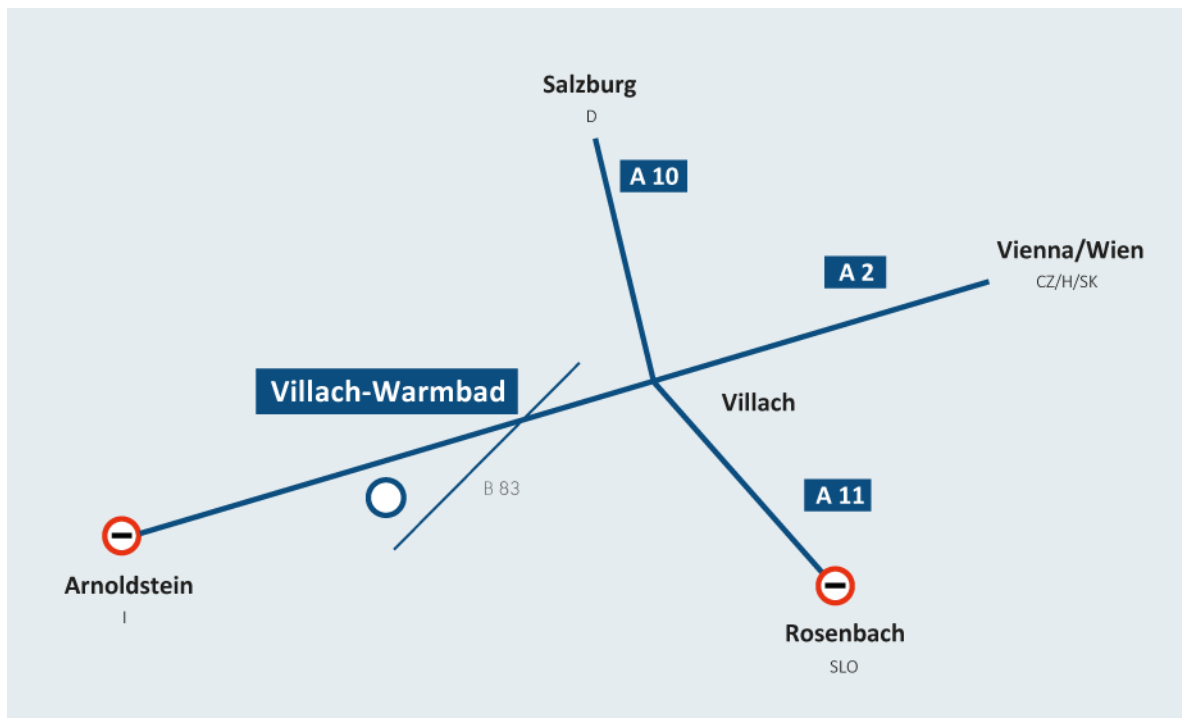 Salzburg
D
A 10
Vienna/Wien
A 2
CZ/H/SK
Villach-Warmbad
Villach
B 83
A 11
Arnoldstein
I
Rosenbach
SLO